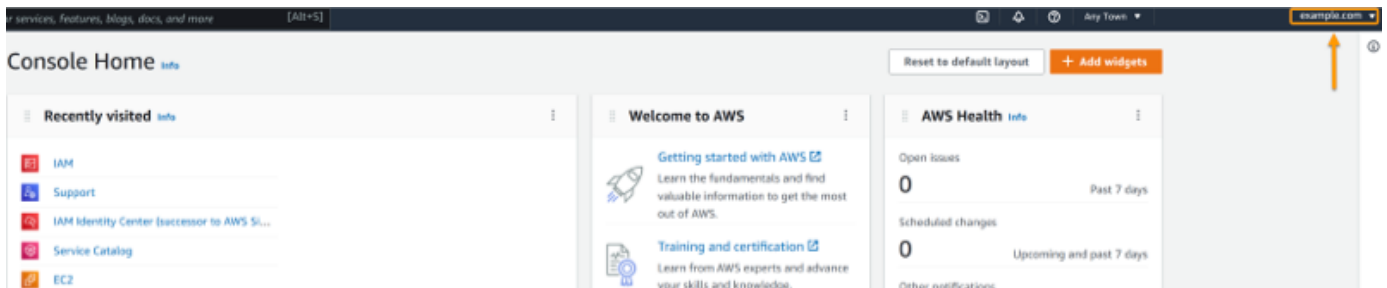 r services, features, blogs, docs, and more [Alt+S] Any Town ▼ example.com ▼
Console Home Info
Reset to default layout + Add widgets
Recently visited Info
IAM
Support
IAM Identity Center (successor to AWS Si...
Service Catalog
EC2
Welcome to AWS
Getting started with AWS
Learn the fundamentals and find
valuable information to get the most
out of AWS.
Training and certification
Learn from AWS experts and advance
your skills and knowledge.
AWS Health Info
Open issues
0 Past 7 days
Scheduled changes
0 Upcoming and past 7 days
Other notifications